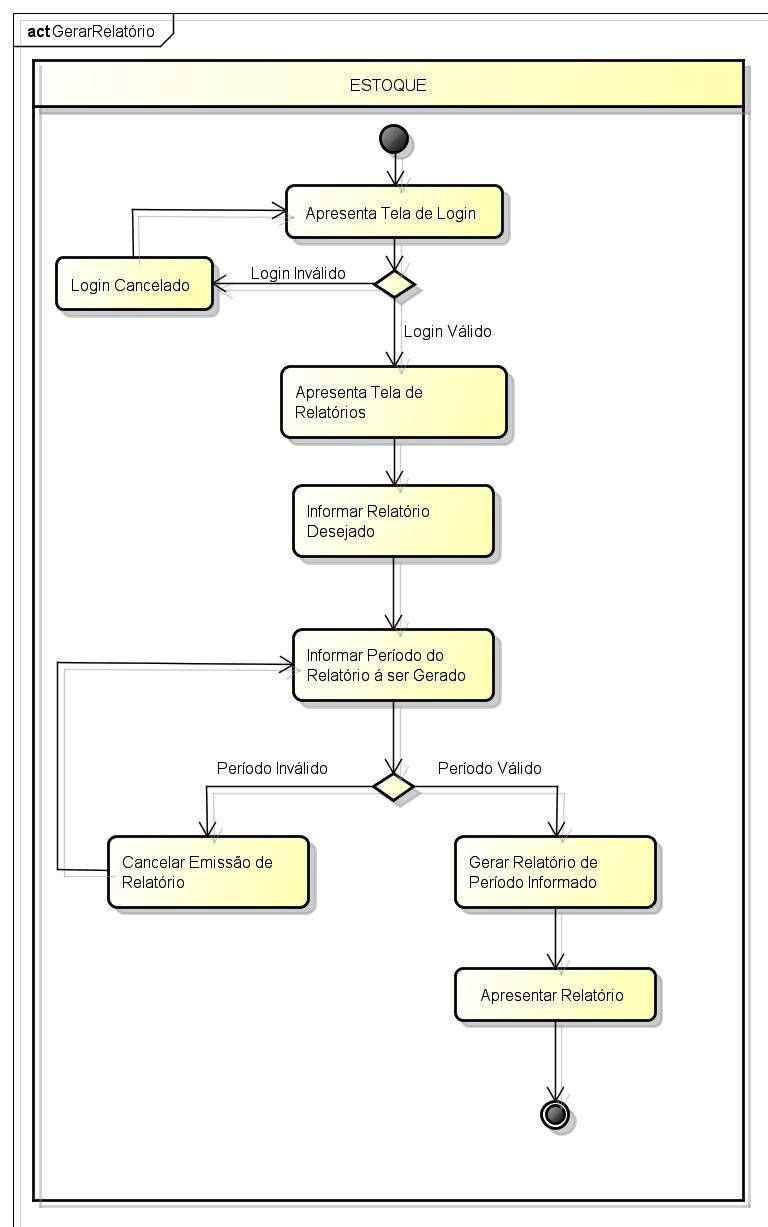 act GerarRelatório
ESTOQUE
Apresenta Tela de Login
Login Inválido
Login Cancelado
Login Válido
Apresenta Tela de
Relatórios
Informar Relatório
Desejado
Informar Período do
Relatório á ser Gerado
Período Inválido
Período Válido
Cancelar Emissão de
Relatório
Gerar Relatório de
Período Informado
Apresentar Relatório